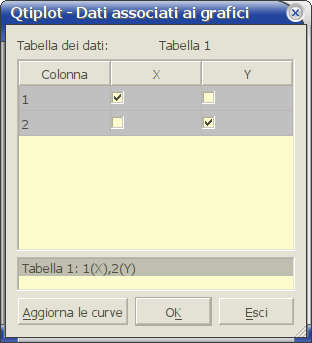 Qtiplot - Dati associati ai grafici
Tabella dei dati: Tabella 1
Colonna X Y
1
2
Tabella 1: 1(X),2(Y)
Aggiorna le curve OK Esci